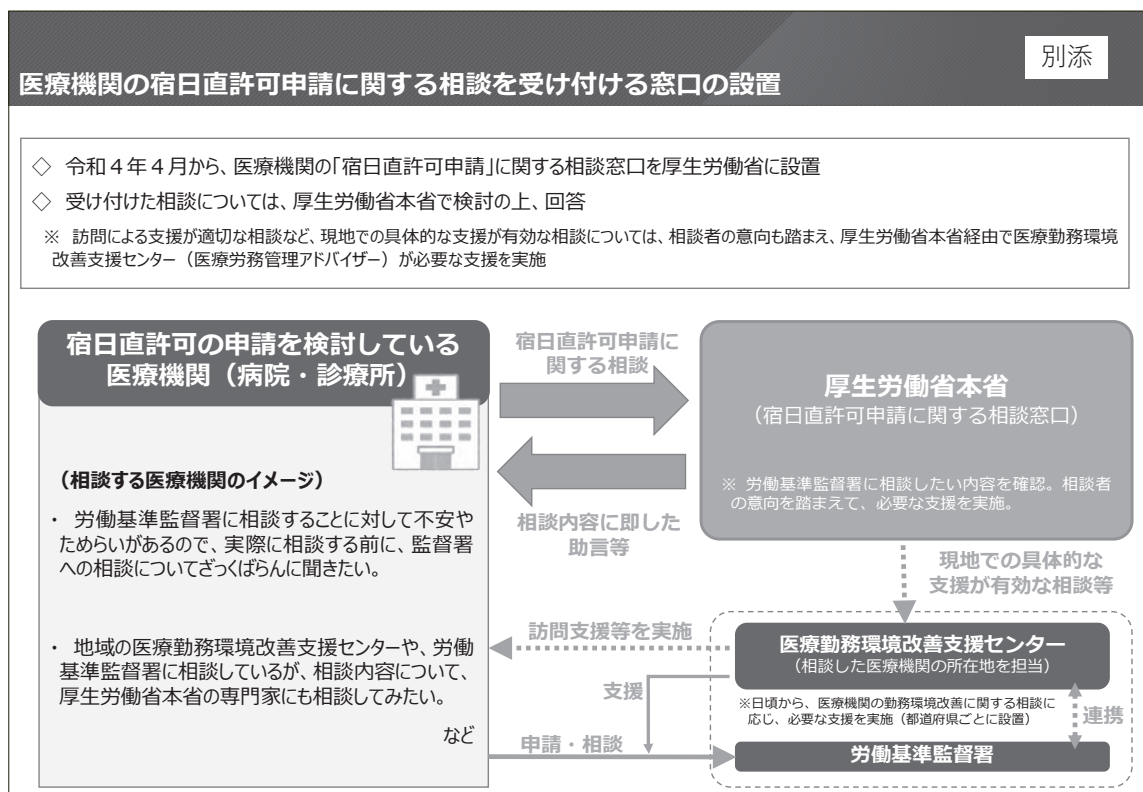 別添
医療機関の宿日直許可申請に関する相談を受け付ける窓口の設置
◇ 令和４年４月から、医療機関の「宿日直許可申請」に関する相談窓口を厚生労働省に設置
◇ 受け付けた相談については、厚生労働省本省で検討の上、回答
※ 訪問による支援が適切な相談など、現地での具体的な支援が有効な相談については、相談者の意向も踏まえ、厚生労働省本省経由で医療勤務環境
改善支援センター（医療労務管理アドバイザー）が必要な支援を実施
宿日直許可の申請を検討している
医療機関（病院・診療所）
（相談する医療機関のイメージ）
・ 労働基準監督署に相談することに対して不安や
ためらいがあるので、実際に相談する前に、監督署
への相談についてざっくばらんに聞きたい。
・ 地域の医療勤務環境改善支援センターや、労働
基準監督署に相談しているが、相談内容について、
厚生労働省本省の専門家にも相談してみたい。
など
宿日直許可申請に
関する相談
相談内容に即した
助言等
厚生労働省本省
（宿日直許可申請に関する相談窓口）
※ 労働基準監督署に相談したい内容を確認。相談者
の意向を踏まえて、必要な支援を実施。
現地での具体的な
支援が有効な相談等
訪問支援等を実施
医療勤務環境改善支援センター
（相談した医療機関の所在地を担当）
支援
※日頃から、医療機関の勤務環境改善に関する相談に
応じ、必要な支援を実施（都道府県ごとに設置）
連携
申請・相談
労働基準監督署